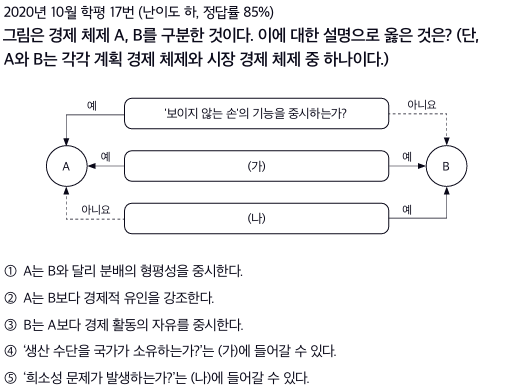 2020년 10월 학평 17번 (난이도 하, 정답률 85%)
그림은 경제 체제 A, B를 구분한 것이다. 이에 대한 설명으로 옳은 것은? (단,
A와 B는 각각 계획 경제 체제와 시장 경제 체제 중 하나이다.)
예 '보이지 않는 손'의 기능을 중시하는가? 아니요
A 예 (가) 예 B
아니요 (나) 예
① A는 B와 달리 분배의 형평성을 중시한다.
② A는 B보다 경제적 유인을 강조한다.
③ B는 A보다 경제 활동의 자유를 중시한다.
④ '생산 수단을 국가가 소유하는가?'는 (가)에 들어갈 수 있다.
⑤ '희소성 문제가 발생하는가?'는 (나)에 들어갈 수 있다.